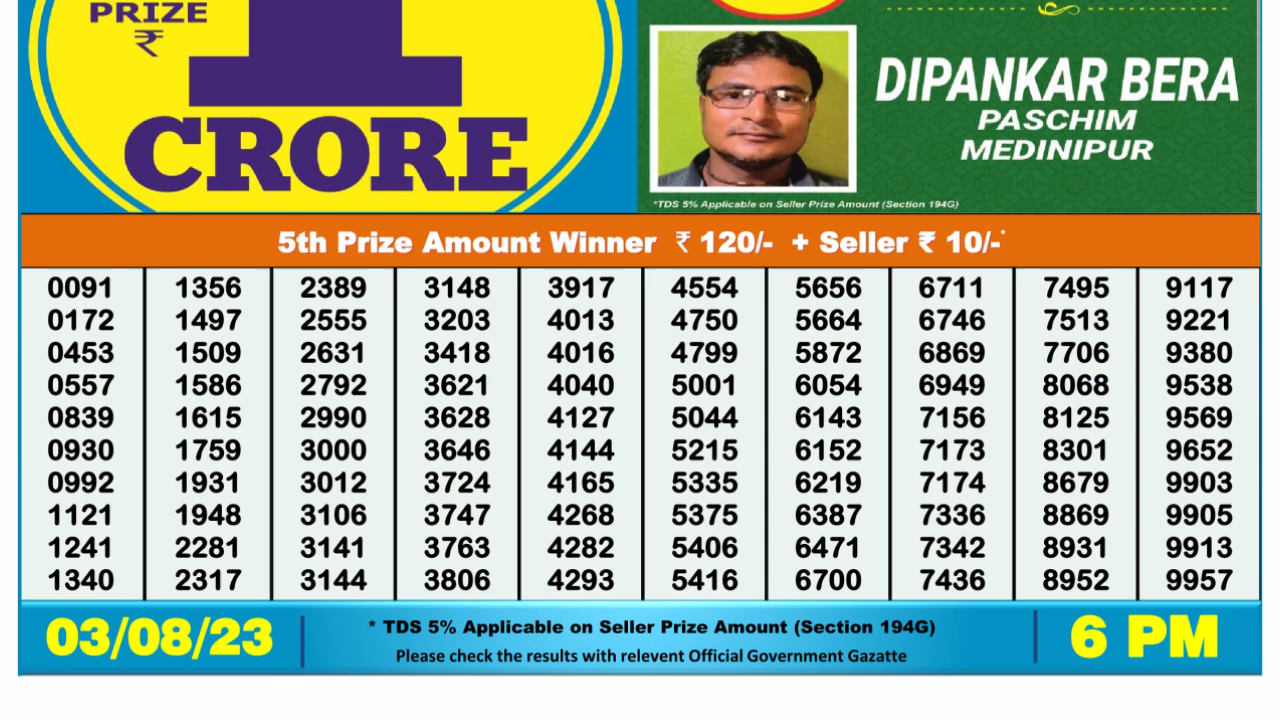 PRIZE
₹
1
CRORE
DIPANKAR BERA
PASCHIM
MEDINIPUR
*TDS 5% Applicable on Seller Prize Amount (Section 194G)
5th Prize Amount Winner ₹ 120/- + Seller ₹ 10/-*
0091 1356 2389 3148 3917 4554 5656 6711 7495 9117
0172 1497 2555 3203 4013 4750 5664 6746 7513 9221
0453 1509 2631 3418 4016 4799 5872 6869 7706 9380
0557 1586 2792 3621 4040 5001 6054 6949 8068 9538
0839 1615 2990 3628 4127 5044 6143 7156 8125 9569
0930 1759 3000 3646 4144 5215 6152 7173 8301 9652
0992 1931 3012 3724 4165 5335 6219 7174 8679 9903
1121 1948 3106 3747 4268 5375 6387 7336 8869 9905
1241 2281 3141 3763 4282 5406 6471 7342 8931 9913
1340 2317 3144 3806 4293 5416 6700 7436 8952 9957
03/08/23
* TDS 5% Applicable on Seller Prize Amount (Section 194G)
Please check the results with relevent Official Government Gazatte
6 PM